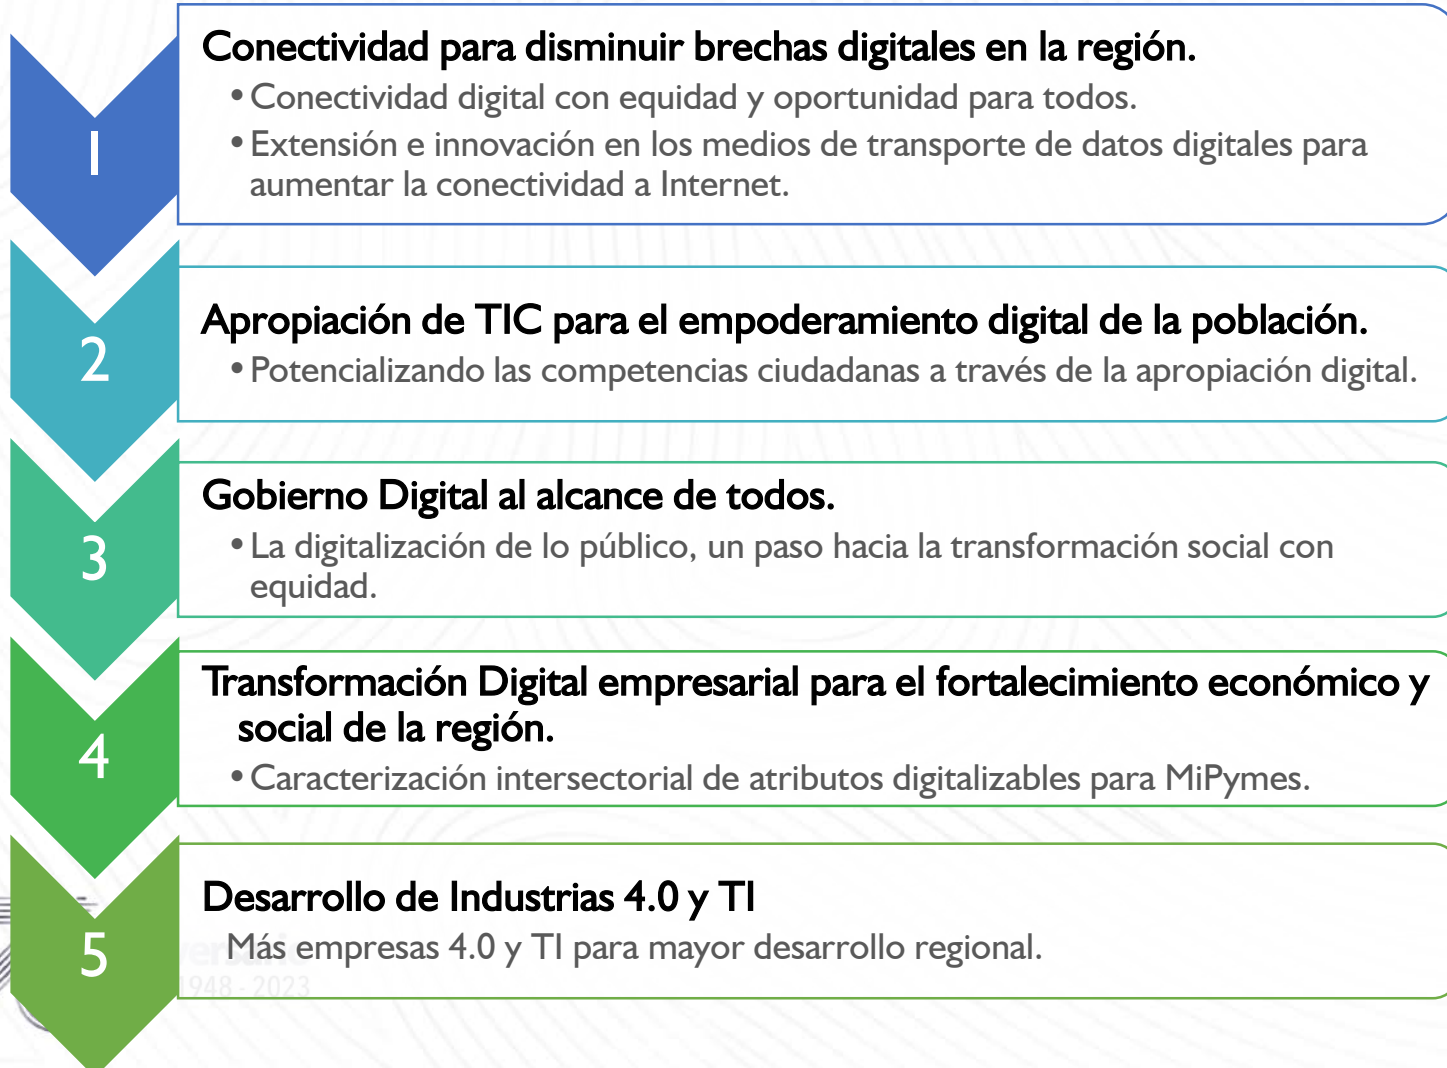 1
Conectividad para disminuir brechas digitales en la región.
• Conectividad digital con equidad y oportunidad para todos.
• Extensión e innovación en los medios de transporte de datos digitales para
aumentar la conectividad a Internet.
2
Apropiación de TIC para el empoderamiento digital de la población.
• Potencializando las competencias ciudadanas a través de la apropiación digital.
3
Gobierno Digital al alcance de todos.
• La digitalización de lo público, un paso hacia la transformación social con
equidad.
4
Transformación Digital empresarial para el fortalecimiento económico y
social de la región.
• Caracterización intersectorial de atributos digitalizables para MiPymes.
5
Desarrollo de Industrias 4.0 y TI
Más empresas 4.0 y TI para mayor desarrollo regional.
1948 - 2023